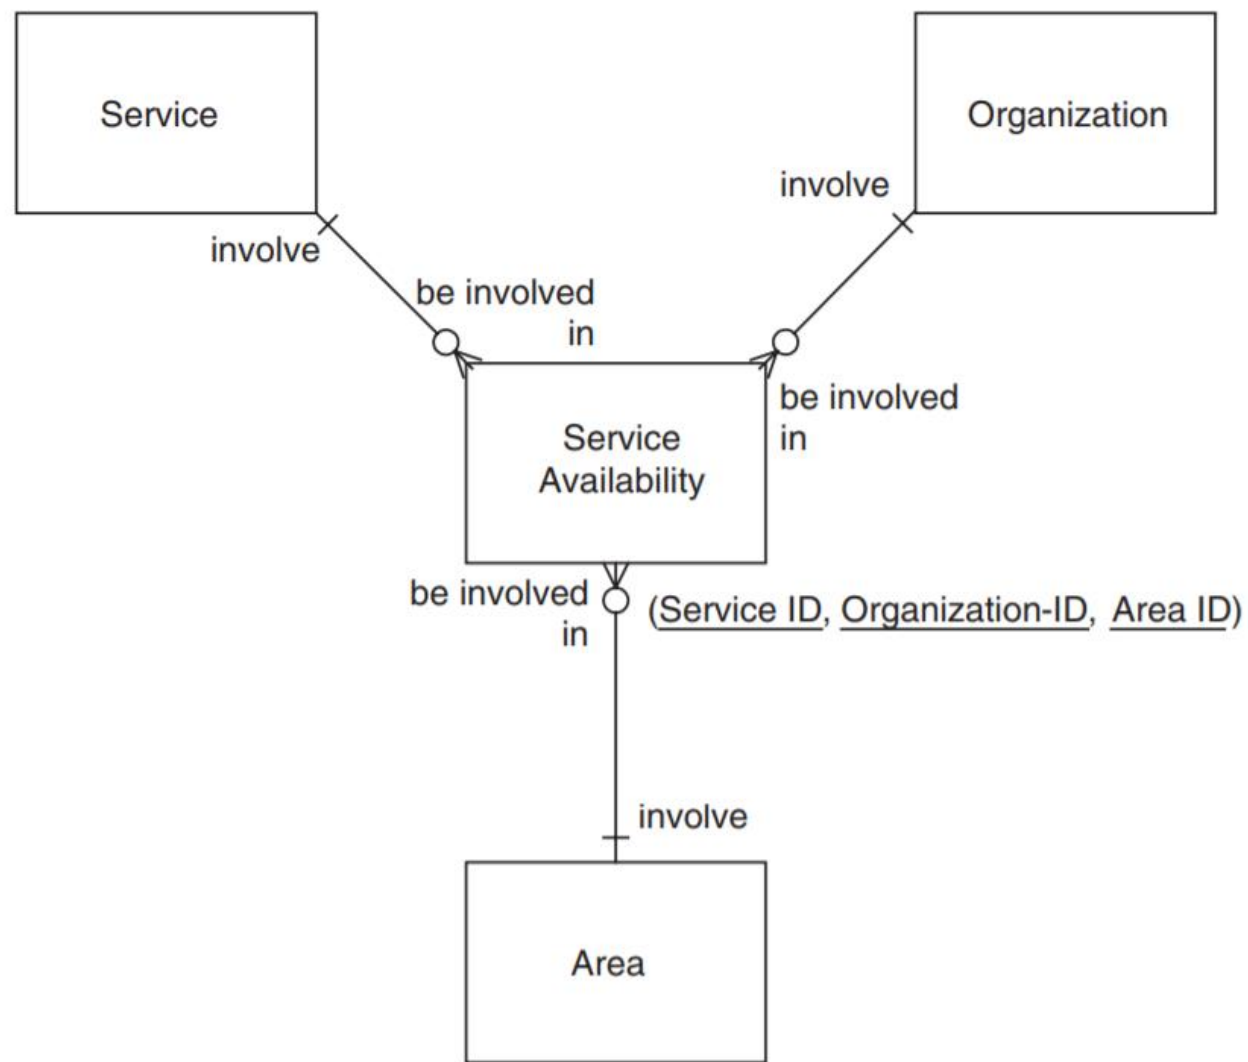 Service
Organization
involve
involve
be involved
in
be involved
in
Service
Availability
be involved
in
(Service ID, Organization-ID, Area ID)
involve
Area